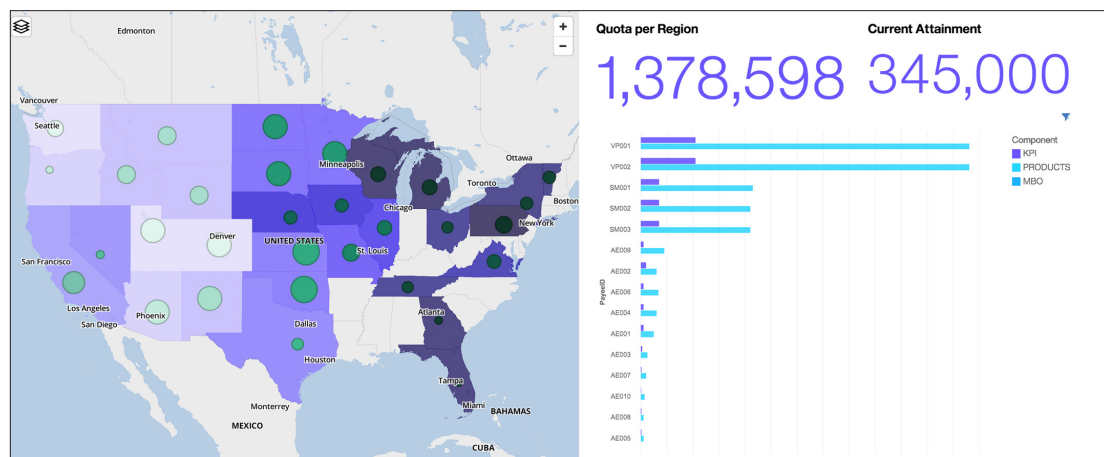 Edmonton
Vancouver
Seattle
Minneapolis
Ottawa
Toronto
Boston
Chicago
New York
Denver
UNITED STATES
St. Louis
San Francisco
Los Angeles
Phoenix
San Diego
Atlanta
Dallas
Houston
Tampa
Monterrey
Miami
BAHAMAS
MEXICO
CUBA
+
−
Quota per Region
1,378,598
Current Attainment
345,000
Component
KPI
PRODUCTS
MBO
PayeeID
VP001
VP002
SM001
SM002
SM003
AE009
AE002
AE006
AE004
AE001
AE003
AE007
AE010
AE008
AE005